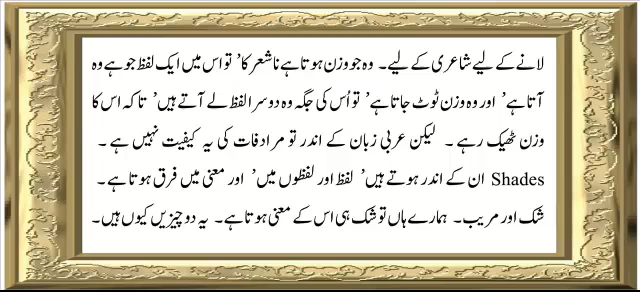 لانے کے لیے شاعری کے لیے۔ وہ جو وزن ہوتا ہے نا شعر کا’ تو اس میں ایک لفظ جو ہے وہ
آتا ہے’ اور وہ وزن ٹوٹ جاتا ہے’ تو اُس کی جگہ وہ دوسرا لفظ لے آتے ہیں’ تاکہ اس کا
وزن ٹھیک رہے ۔ لیکن عربی زبان کے اندر تو مرادفات کی یہ کیفیت نہیں ہے ۔
Shades ان کے اندر ہوتے ہیں’ لفظ اور لفظوں میں’ اور معنی میں فرق ہوتا ہے۔
شک اور مریب۔ ہمارے ہاں تو شک ہی اس کے معنی ہوتا ہے۔ یہ دو چیزیں کیوں ہیں۔